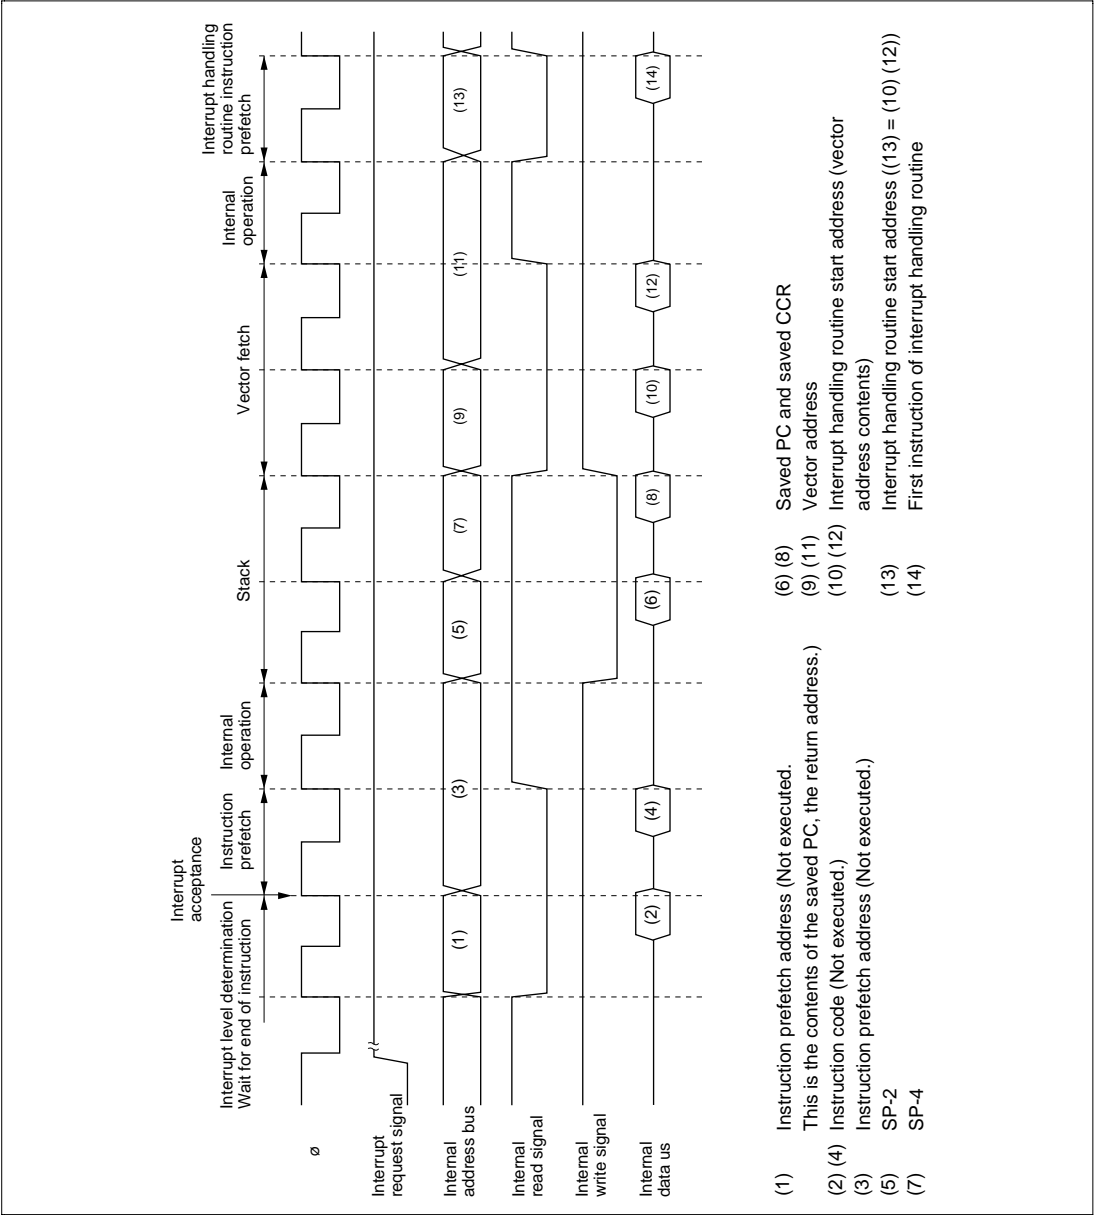 Interrupt
acceptance
Interrupt level determination
Wait for end of instruction
Instruction
prefetch
Internal
operation
Stack
Vector fetch
Internal
operation
Interrupt handling
routine instruction
prefetch
ø
Interrupt
request signal
Internal
address bus
(1)
(3)
(5)
(7)
(9)
(11)
(13)
Internal
read signal
Internal
write signal
Internal
data us
(2)
(4)
(6)
(8)
(10)
(12)
(14)
(1) Instruction prefetch address (Not executed.
This is the contents of the saved PC, the return address.)
(2) (4) Instruction code (Not executed.)
(3) Instruction prefetch address (Not executed.)
(5) SP-2
(7) SP-4
(6) (8) Saved PC and saved CCR
(9) (11) Vector address
(10) (12) Interrupt handling routine start address (vector
address contents)
(13) Interrupt handling routine start address ((13) = (10) (12))
(14) First instruction of interrupt handling routine